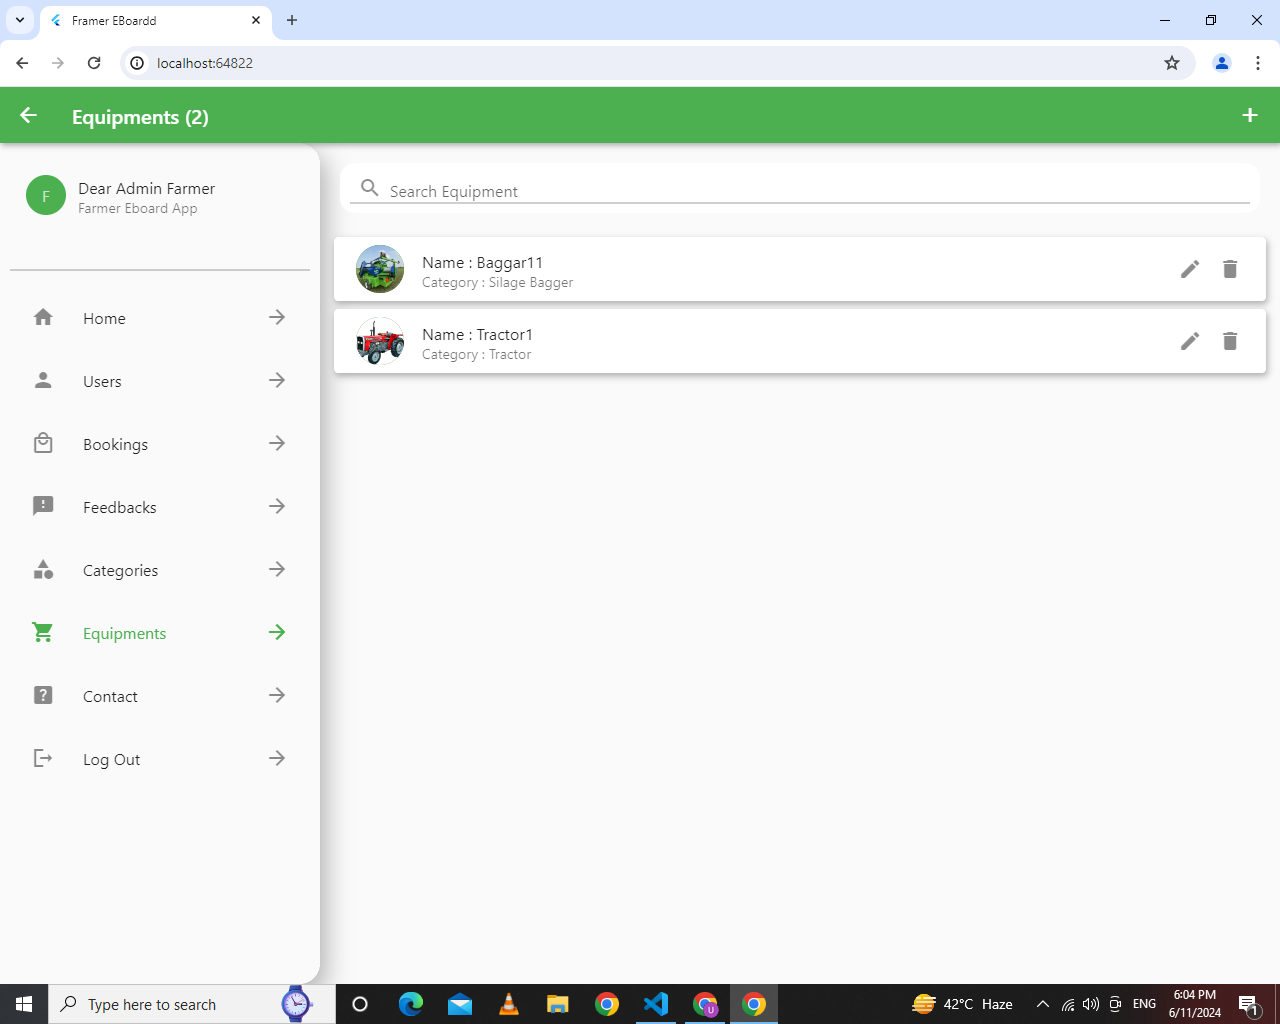 Framer EBoardd
localhost:64822
Equipments (2)
F
Dear Admin Farmer
Farmer Eboard App
Home
Users
Bookings
Feedbacks
Categories
Equipments
Contact
Log Out
Search Equipment
Name : Baggar11
Category : Silage Bagger
Name : Tractor1
Category : Tractor
Type here to search
U
42°C Haze
ENG
6:04 PM
6/11/2024
1